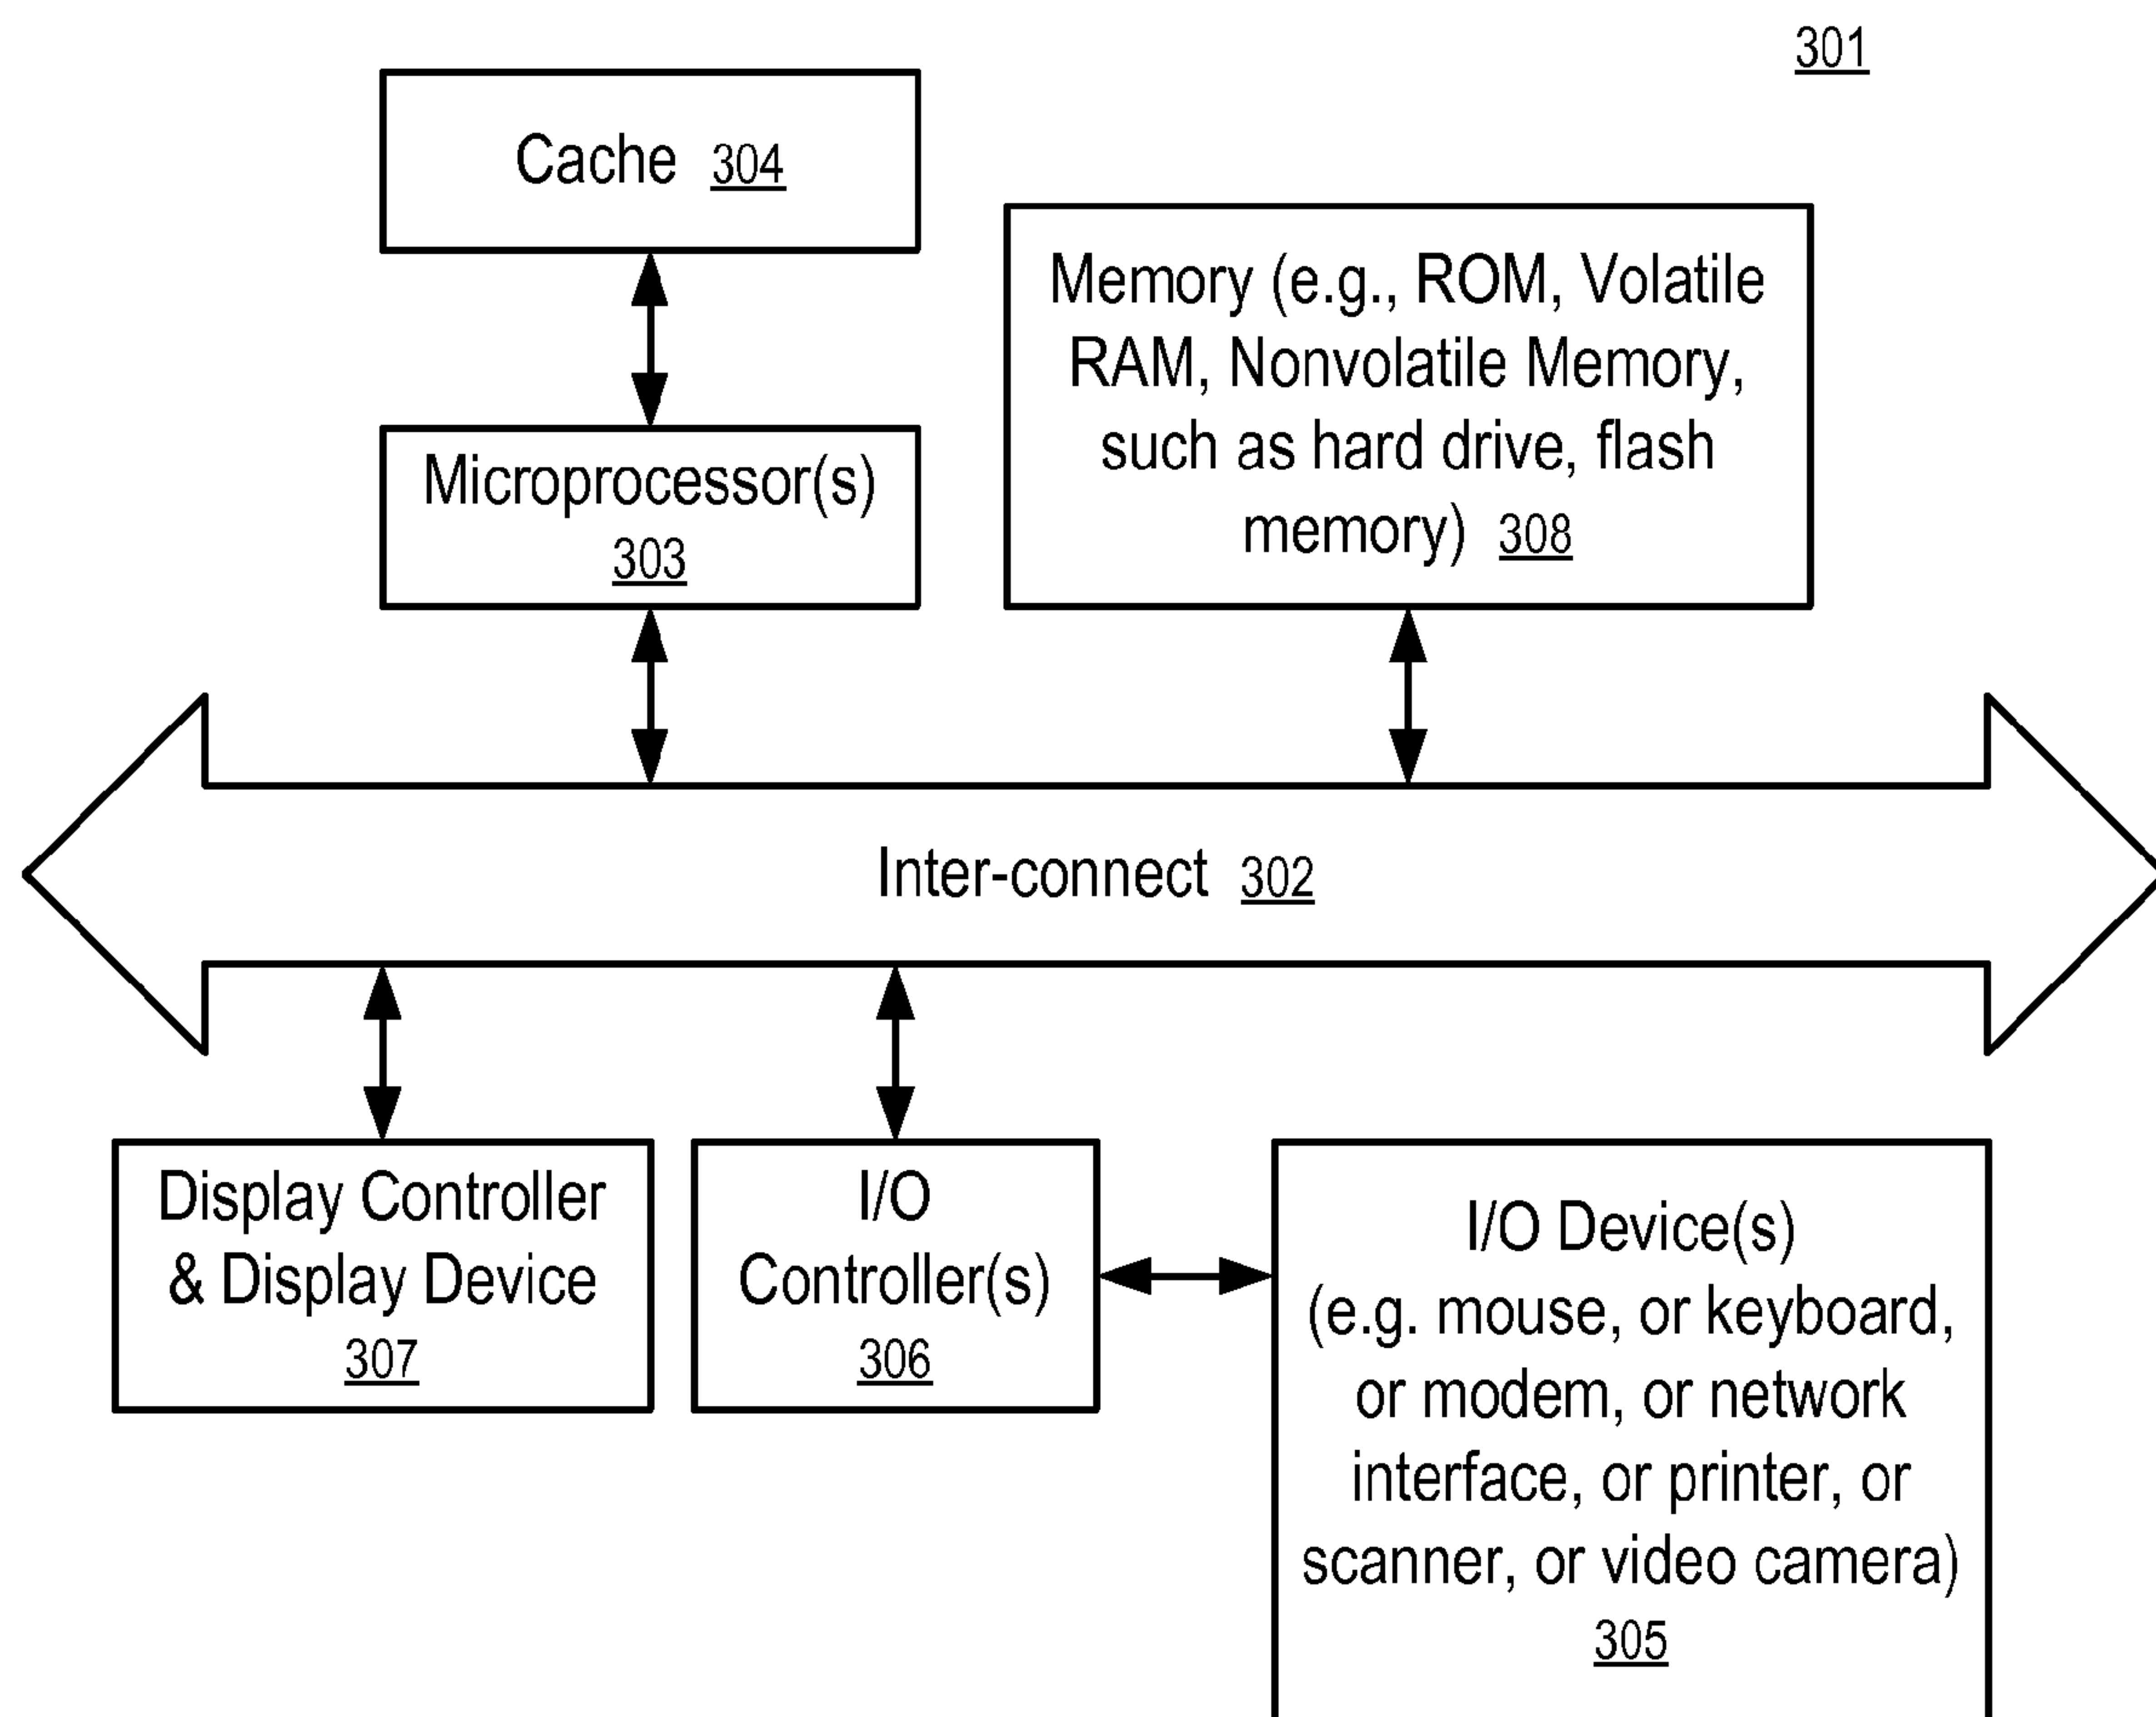 301
Cache 304
Memory (e.g., ROM, Volatile
RAM, Nonvolatile Memory,
such as hard drive, flash
memory) 308
Microprocessor(s)
303
Inter-connect 302
Display Controller
& Display Device
307
I/O
Controller(s)
306
I/O Device(s)
(e.g. mouse, or keyboard,
or modem, or network
interface, or printer, or
scanner, or video camera)
305